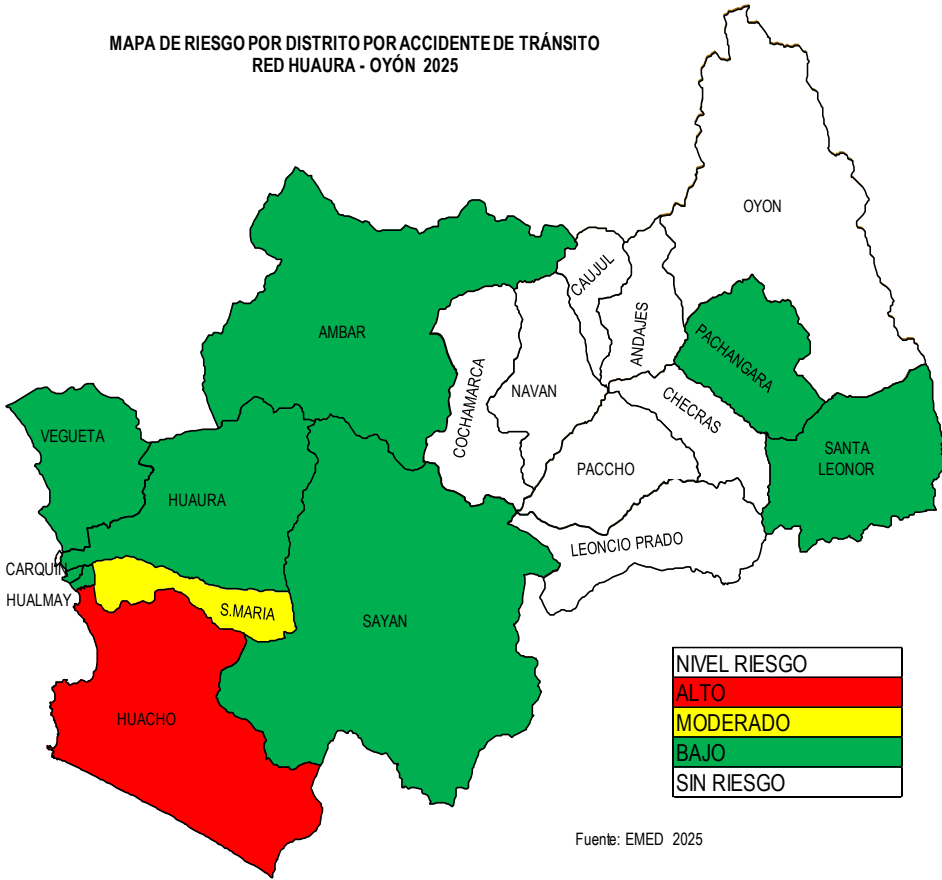 MAPA DE RIESGO POR DISTRITO POR ACCIDENTE DE TRÁNSITO
RED HUAURA - OYÓN 2025
OYON
CAUJUL
ANDAJES
AMBAR
PACHANGARA
COCHAMARCA
NAVAN
CHECRAS
VEGUETA
SANTA
LEONOR
PACCHO
HUAURA
LEONCIO PRADO
CARQUIN
HUALMAY
S.MARIA
SAYAN
HUACHO
NIVEL RIESGO
ALTO
MODERADO
BAJO
SIN RIESGO
Fuente: EMED 2025